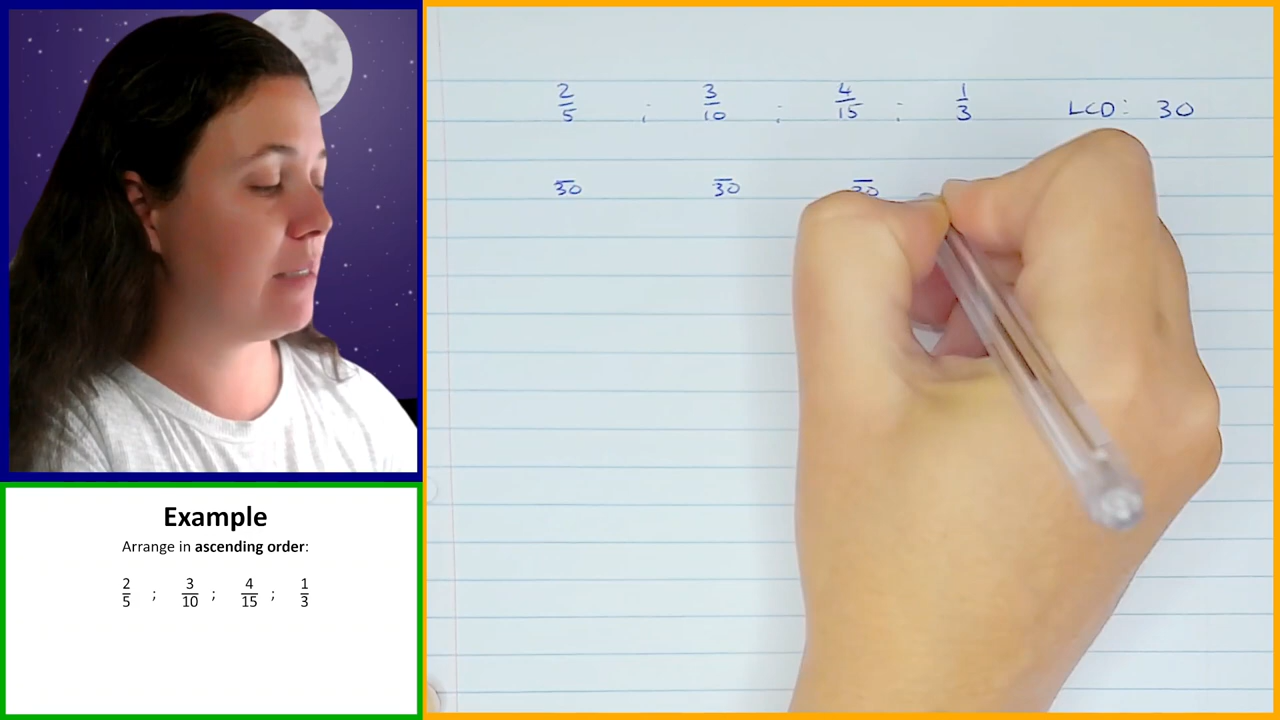 2/5 ; 3/10 ; 4/15 ; 1/3 LCD: 30
/30 /30 /30
Example
Arrange in ascending order:
2/5 ; 3/10 ; 4/15 ; 1/3